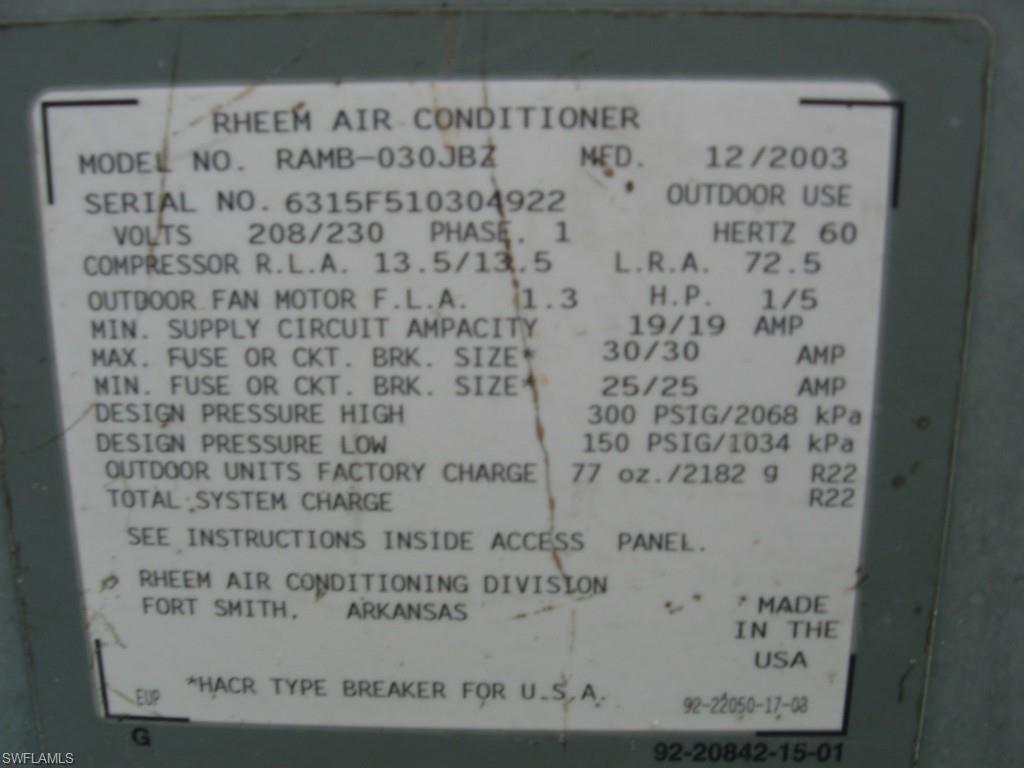 RHEEM AIR CONDITIONER
MODEL NO. RAMB-030JBZ MFD. 12/2003
SERIAL NO. 6315F510304922 OUTDOOR USE
VOLTS 208/230 PHASE. 1 HERTZ 60
COMPRESSOR R.L.A. 13.5/13.5 L.R.A. 72.5
OUTDOOR FAN MOTOR F.L.A. 1.3 H.P. 1/5
MIN. SUPPLY CIRCUIT AMPACITY 19/19 AMP
MAX. FUSE OR CKT. BRK. SIZE* 30/30 AMP
MIN. FUSE OR CKT. BRK. SIZE* 25/25 AMP
DESIGN PRESSURE HIGH 300 PSIG/2068 kPa
DESIGN PRESSURE LOW 150 PSIG/1034 kPa
OUTDOOR UNITS FACTORY CHARGE 77 oz./2182 g R22
TOTAL SYSTEM CHARGE R22
SEE INSTRUCTIONS INSIDE ACCESS PANEL.
RHEEM AIR CONDITIONING DIVISION
FORT SMITH, ARKANSAS
MADE
IN THE
USA
*HACR TYPE BREAKER FOR U.S.A.
EUP
92-22050-17-03
G
92-20842-15-01
SWFLAMLS